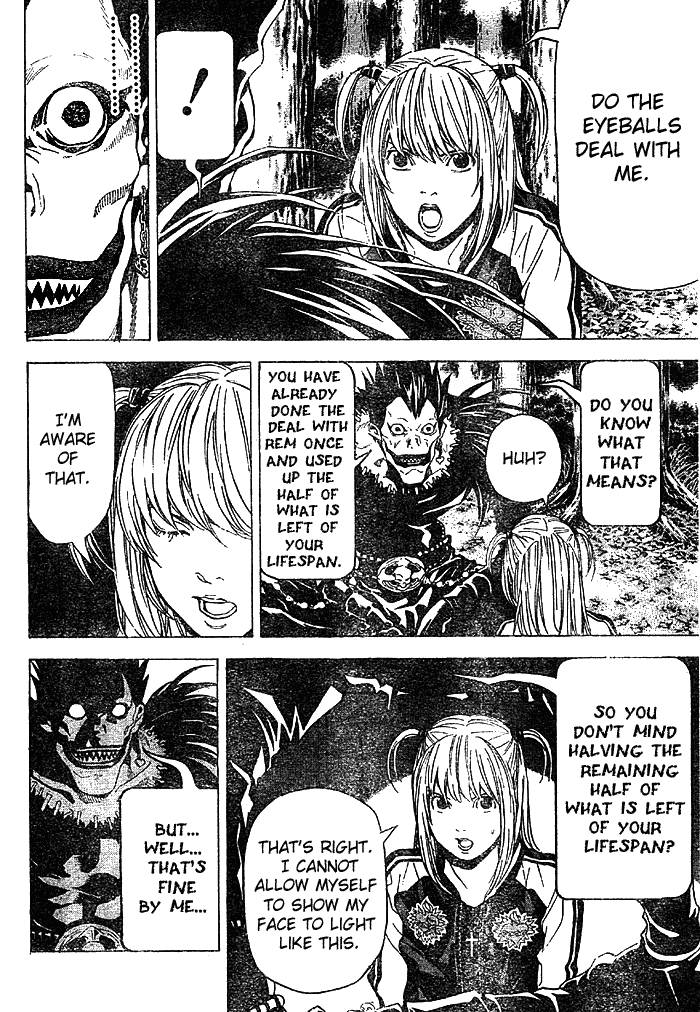 DO THE
EYEBALLS
DEAL WITH
ME.
!
DO YOU
KNOW
WHAT
THAT
MEANS?
HUH?
YOU HAVE
ALREADY
DONE THE
DEAL WITH
REM ONCE
AND USED
UP THE
HALF OF
WHAT IS
LEFT OF
YOUR
LIFESPAN.
I'M
AWARE
OF
THAT.
SO YOU
DON'T MIND
HALVING THE
REMAINING
HALF OF
WHAT IS LEFT
OF YOUR
LIFESPAN?
THAT'S RIGHT.
I CANNOT
ALLOW MYSELF
TO SHOW MY
FACE TO LIGHT
LIKE THIS.
BUT...
WELL...
THAT'S
FINE
BY ME...